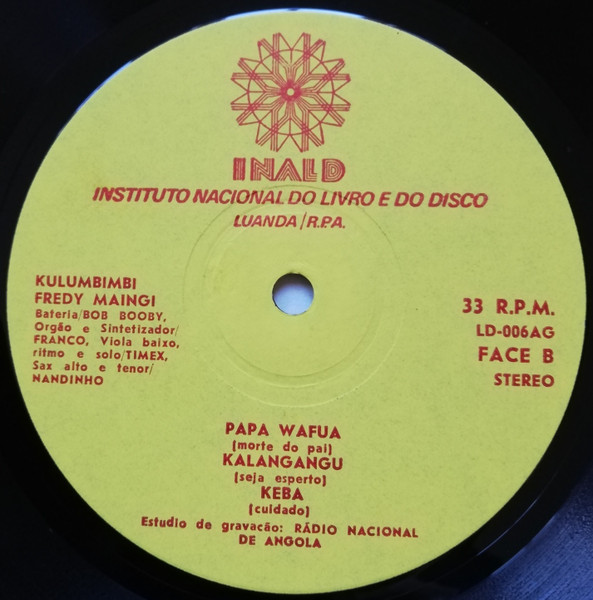 INALD
INSTITUTO NACIONAL DO LIVRO E DO DISCO
LUANDA/R.P.A.
KULUMBIMBI
FREDY MAINGI
Bateria/BOB BOOBY,
Orgão e Sintetizador/
FRANCO, Viola baixo,
ritmo e solo/TIMEX,
Sax alto e tenor/
NANDINHO
33 R.P.M.
LD-006AG
FACE B
STEREO
PAPA WAFUA
(morte do pai)
KALANGANGU
(seja esperto)
KEBA
(cuidado)
Estudio de gravacão: RÁDIO NACIONAL
DE ANGOLA